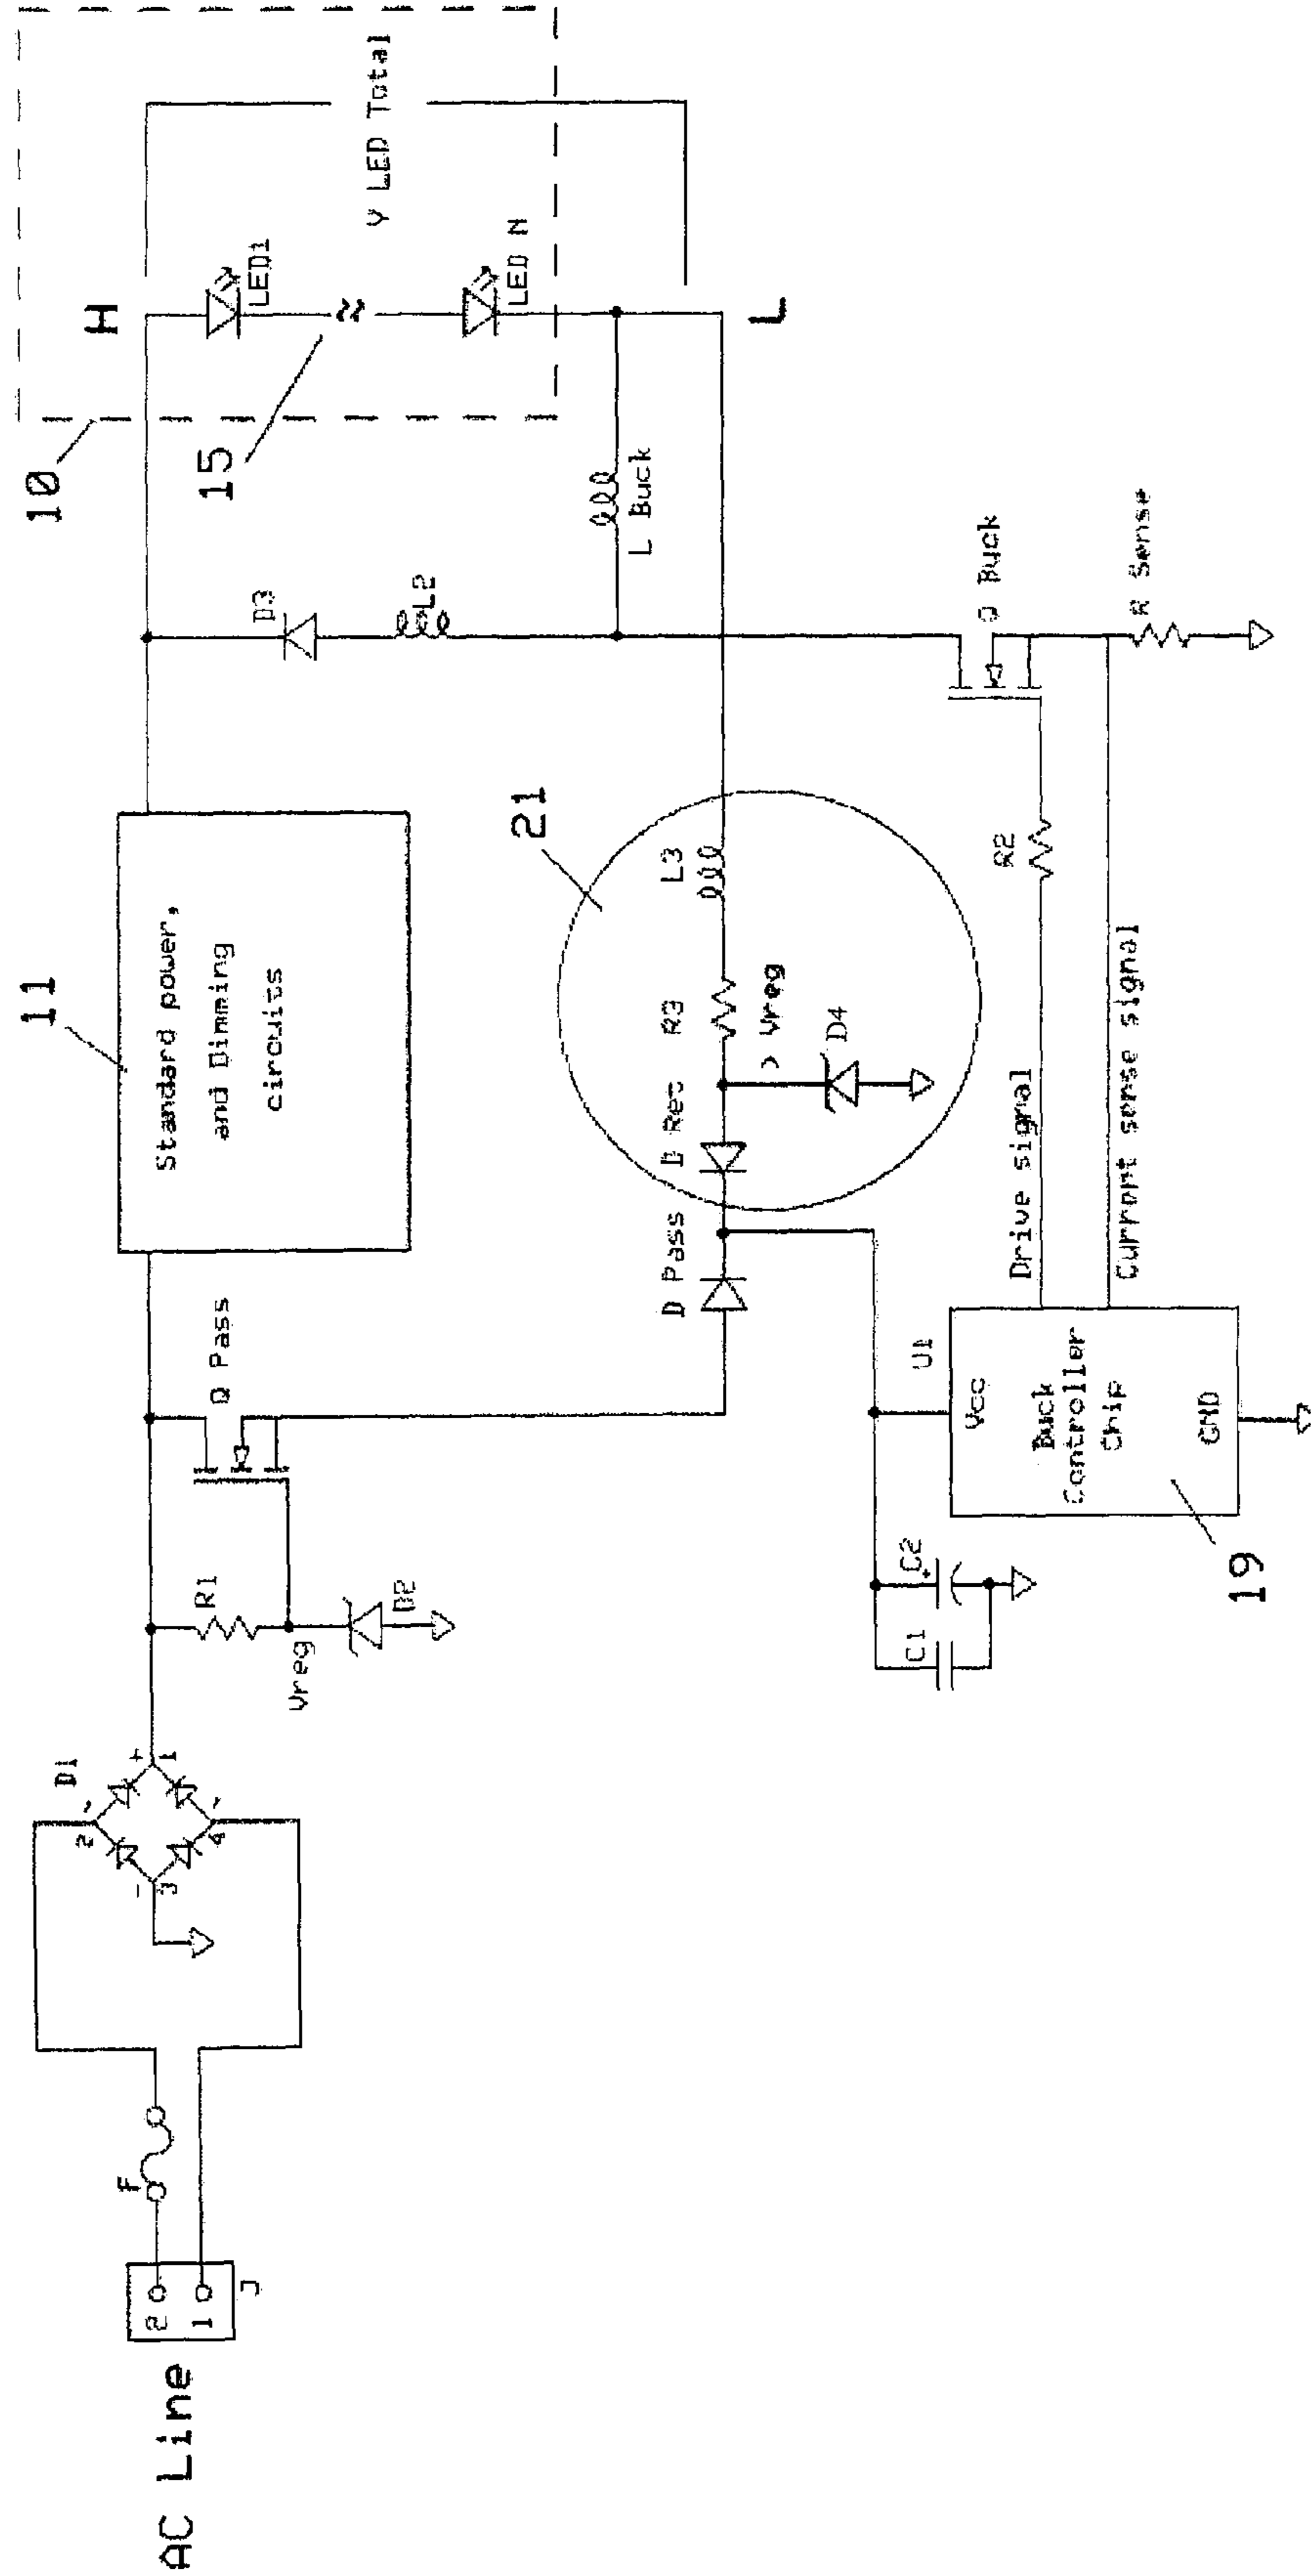 AC Line
2
1
J
F
D1
2
+
1
-
3
4
R1
Vreg
D2
Q Pass
11
Standard power,
and Dimming
circuits
10
15
H
LED1
LED N
V LED Total
L
D3
L2
L Buck
21
D Pass
D Rec
R3
L3
> Vreg
D4
C1
C2
+
U1
Vcc
Buck
Controller
Chip
GND
19
Drive signal
Current sense signal
R2
Q Buck
R Sense